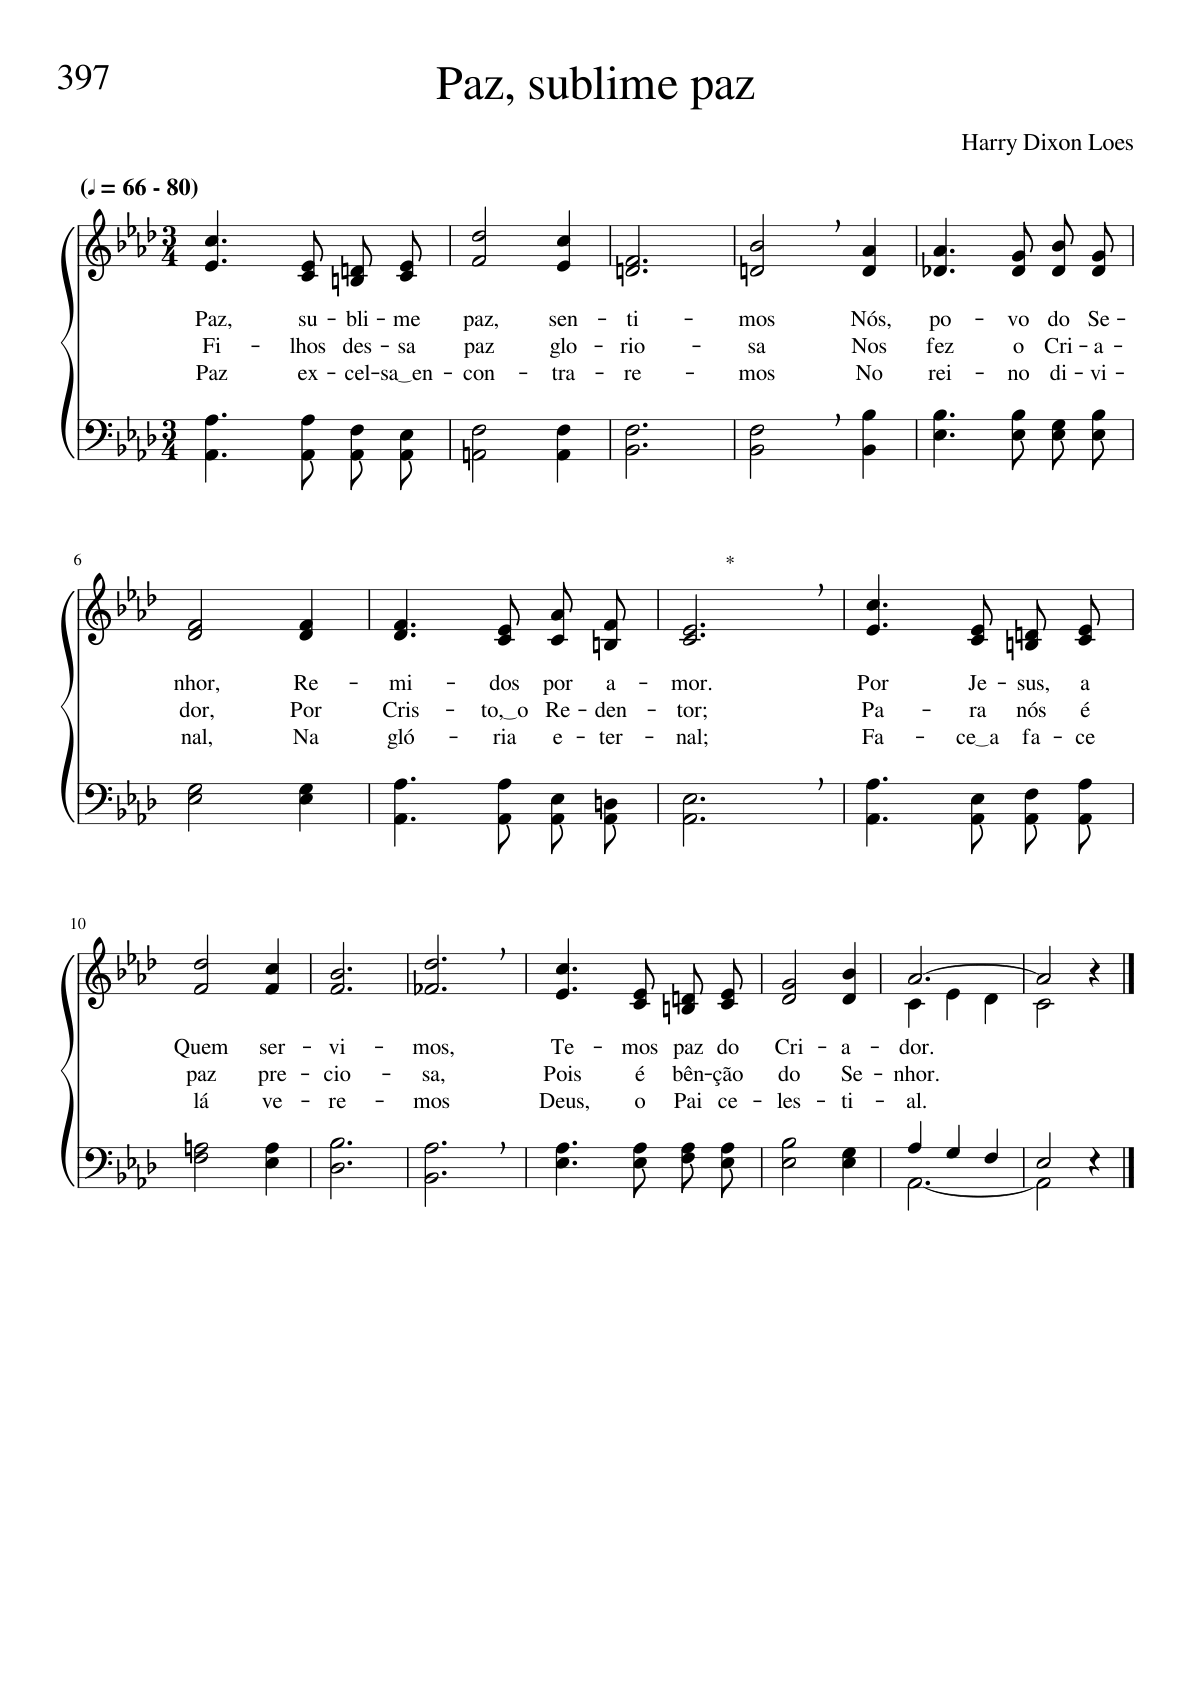 397
Paz, sublime paz
Harry Dixon Loes
(♩ = 66 - 80)
3
4
Paz, su – bli – me paz, sen – ti – mos Nós, po – vo do Se –
Fi – lhos des – sa paz glo – rio – sa Nos fez o Cri – a –
Paz ex – cel – sa‿en – con – tra – re – mos No rei – no di – vi –
3
4
6
*
nhor, Re – mi – dos por a – mor. Por Je – sus, a
dor, Por Cris – to,‿o Re – den – tor; Pa – ra nós é
nal, Na gló – ria e – ter – nal; Fa – ce‿a fa – ce
10
Quem ser – vi – mos, Te – mos paz do Cri – a – dor.
paz pre – cio – sa, Pois é bên – ção do Se – nhor.
lá ve – re – mos Deus, o Pai ce – les – ti – al.